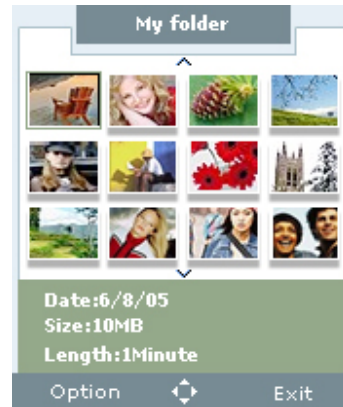 My folder
Date:6/8/05
Size:10MB
Length:1Minute
Option Exit